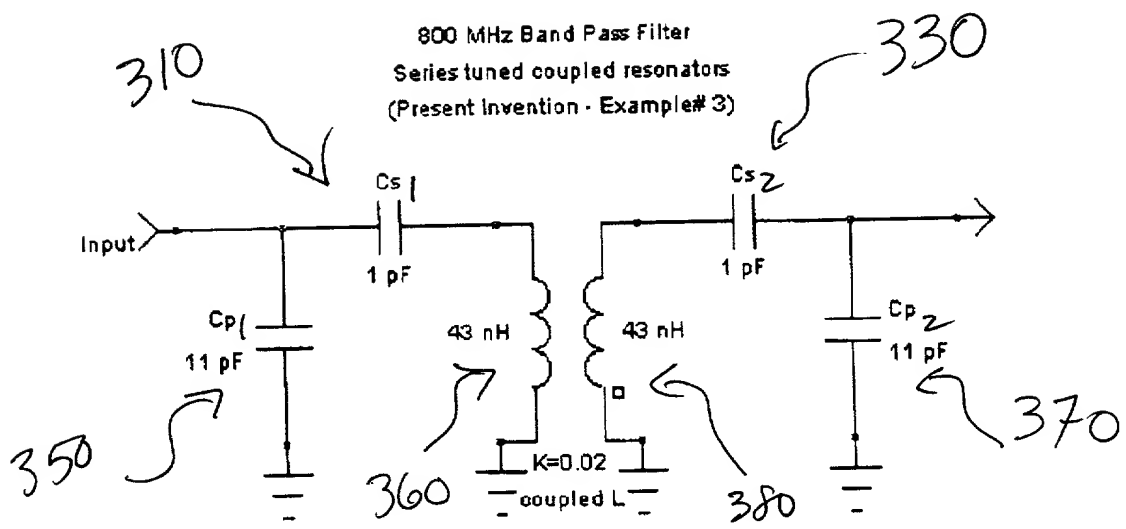 800 MHz Band Pass Filter
Series tuned coupled resonators
(Present Invention - Example# 3)
310
330
Cs1
Cs2
Input
1 pF
1 pF
Cp1
11 pF
43 nH
43 nH
Cp2
11 pF
350
360
K=0.02
coupled L
380
370